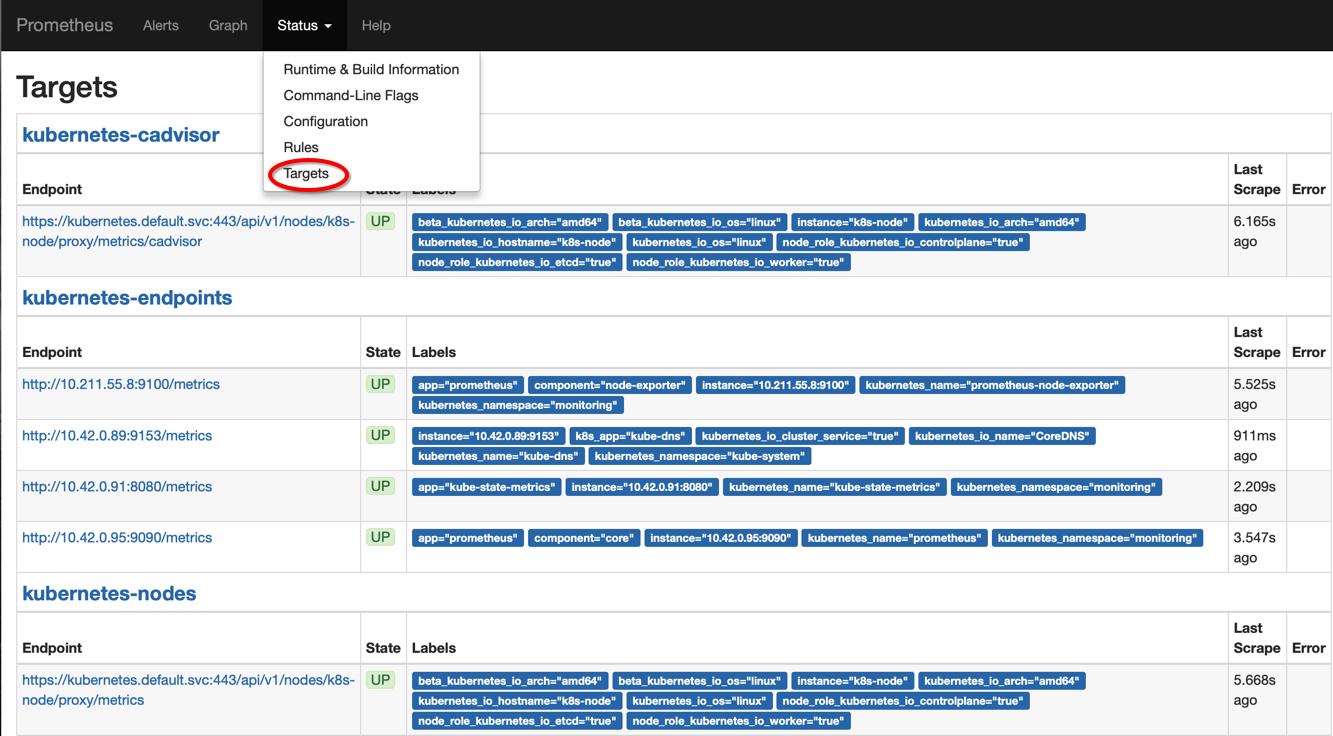 Prometheus Alerts Graph Status Help
Runtime & Build Information
Command-Line Flags
Configuration
Rules
Targets
Targets
kubernetes-cadvisor
Endpoint State Labels Last Scrape Error
https://kubernetes.default.svc:443/api/v1/nodes/k8s-
node/proxy/metrics/cadvisor
UP
beta_kubernetes_io_arch="amd64" beta_kubernetes_io_os="linux" instance="k8s-node" kubernetes_io_arch="amd64"
kubernetes_io_hostname="k8s-node" kubernetes_io_os="linux" node_role_kubernetes_io_controlplane="true"
node_role_kubernetes_io_etcd="true" node_role_kubernetes_io_worker="true"
6.165s
ago
kubernetes-endpoints
Endpoint State Labels Last Scrape Error
http://10.211.55.8:9100/metrics
UP
app="prometheus" component="node-exporter" instance="10.211.55.8:9100" kubernetes_name="prometheus-node-exporter"
kubernetes_namespace="monitoring"
5.525s
ago
http://10.42.0.89:9153/metrics
UP
instance="10.42.0.89:9153" k8s_app="kube-dns" kubernetes_io_cluster_service="true" kubernetes_io_name="CoreDNS"
kubernetes_name="kube-dns" kubernetes_namespace="kube-system"
911ms
ago
http://10.42.0.91:8080/metrics
UP
app="kube-state-metrics" instance="10.42.0.91:8080" kubernetes_name="kube-state-metrics" kubernetes_namespace="monitoring"
2.209s
ago
http://10.42.0.95:9090/metrics
UP
app="prometheus" component="core" instance="10.42.0.95:9090" kubernetes_name="prometheus" kubernetes_namespace="monitoring"
3.547s
ago
kubernetes-nodes
Endpoint State Labels Last Scrape Error
https://kubernetes.default.svc:443/api/v1/nodes/k8s-
node/proxy/metrics
UP
beta_kubernetes_io_arch="amd64" beta_kubernetes_io_os="linux" instance="k8s-node" kubernetes_io_arch="amd64"
kubernetes_io_hostname="k8s-node" kubernetes_io_os="linux" node_role_kubernetes_io_controlplane="true"
node_role_kubernetes_io_etcd="true" node_role_kubernetes_io_worker="true"
5.668s
ago